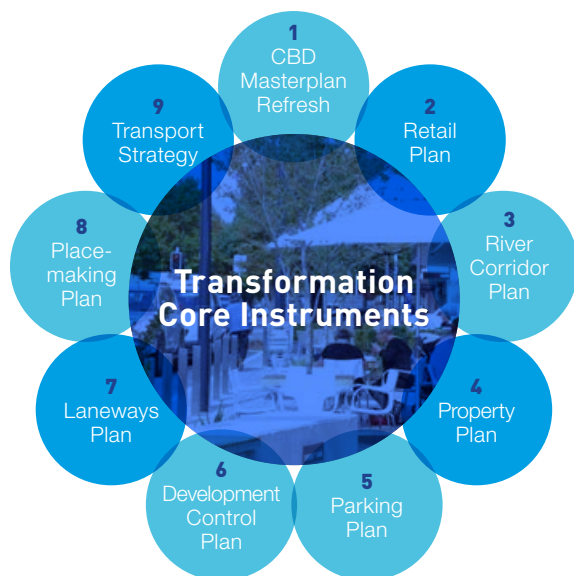 1
CBD
Masterplan
Refresh
2
Retail
Plan
3
River
Corridor
Plan
4
Property
Plan
5
Parking
Plan
6
Development
Control
Plan
7
Laneways
Plan
8
Place-
making
Plan
9
Transport
Strategy
Transformation
Core Instruments